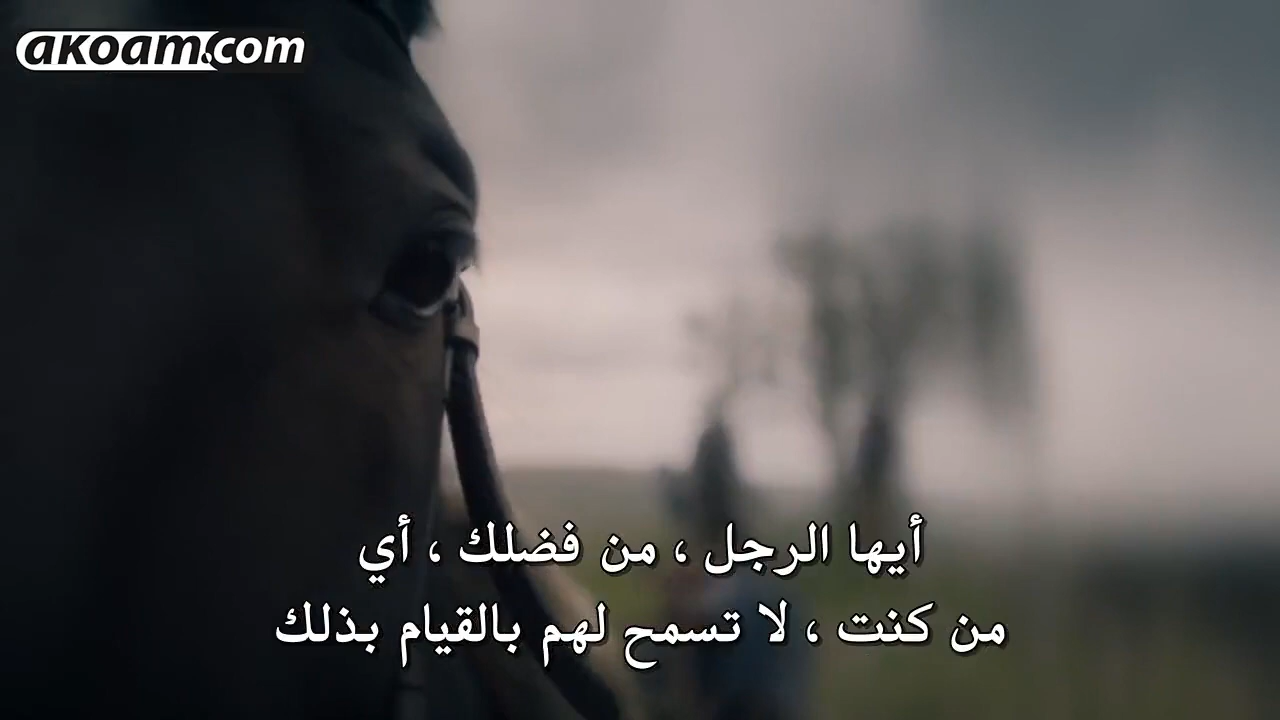 akoam.com
أيها الرجل ، من فضلك ، أي
من كنت ، لا تسمح لهم بالقيام بذلك